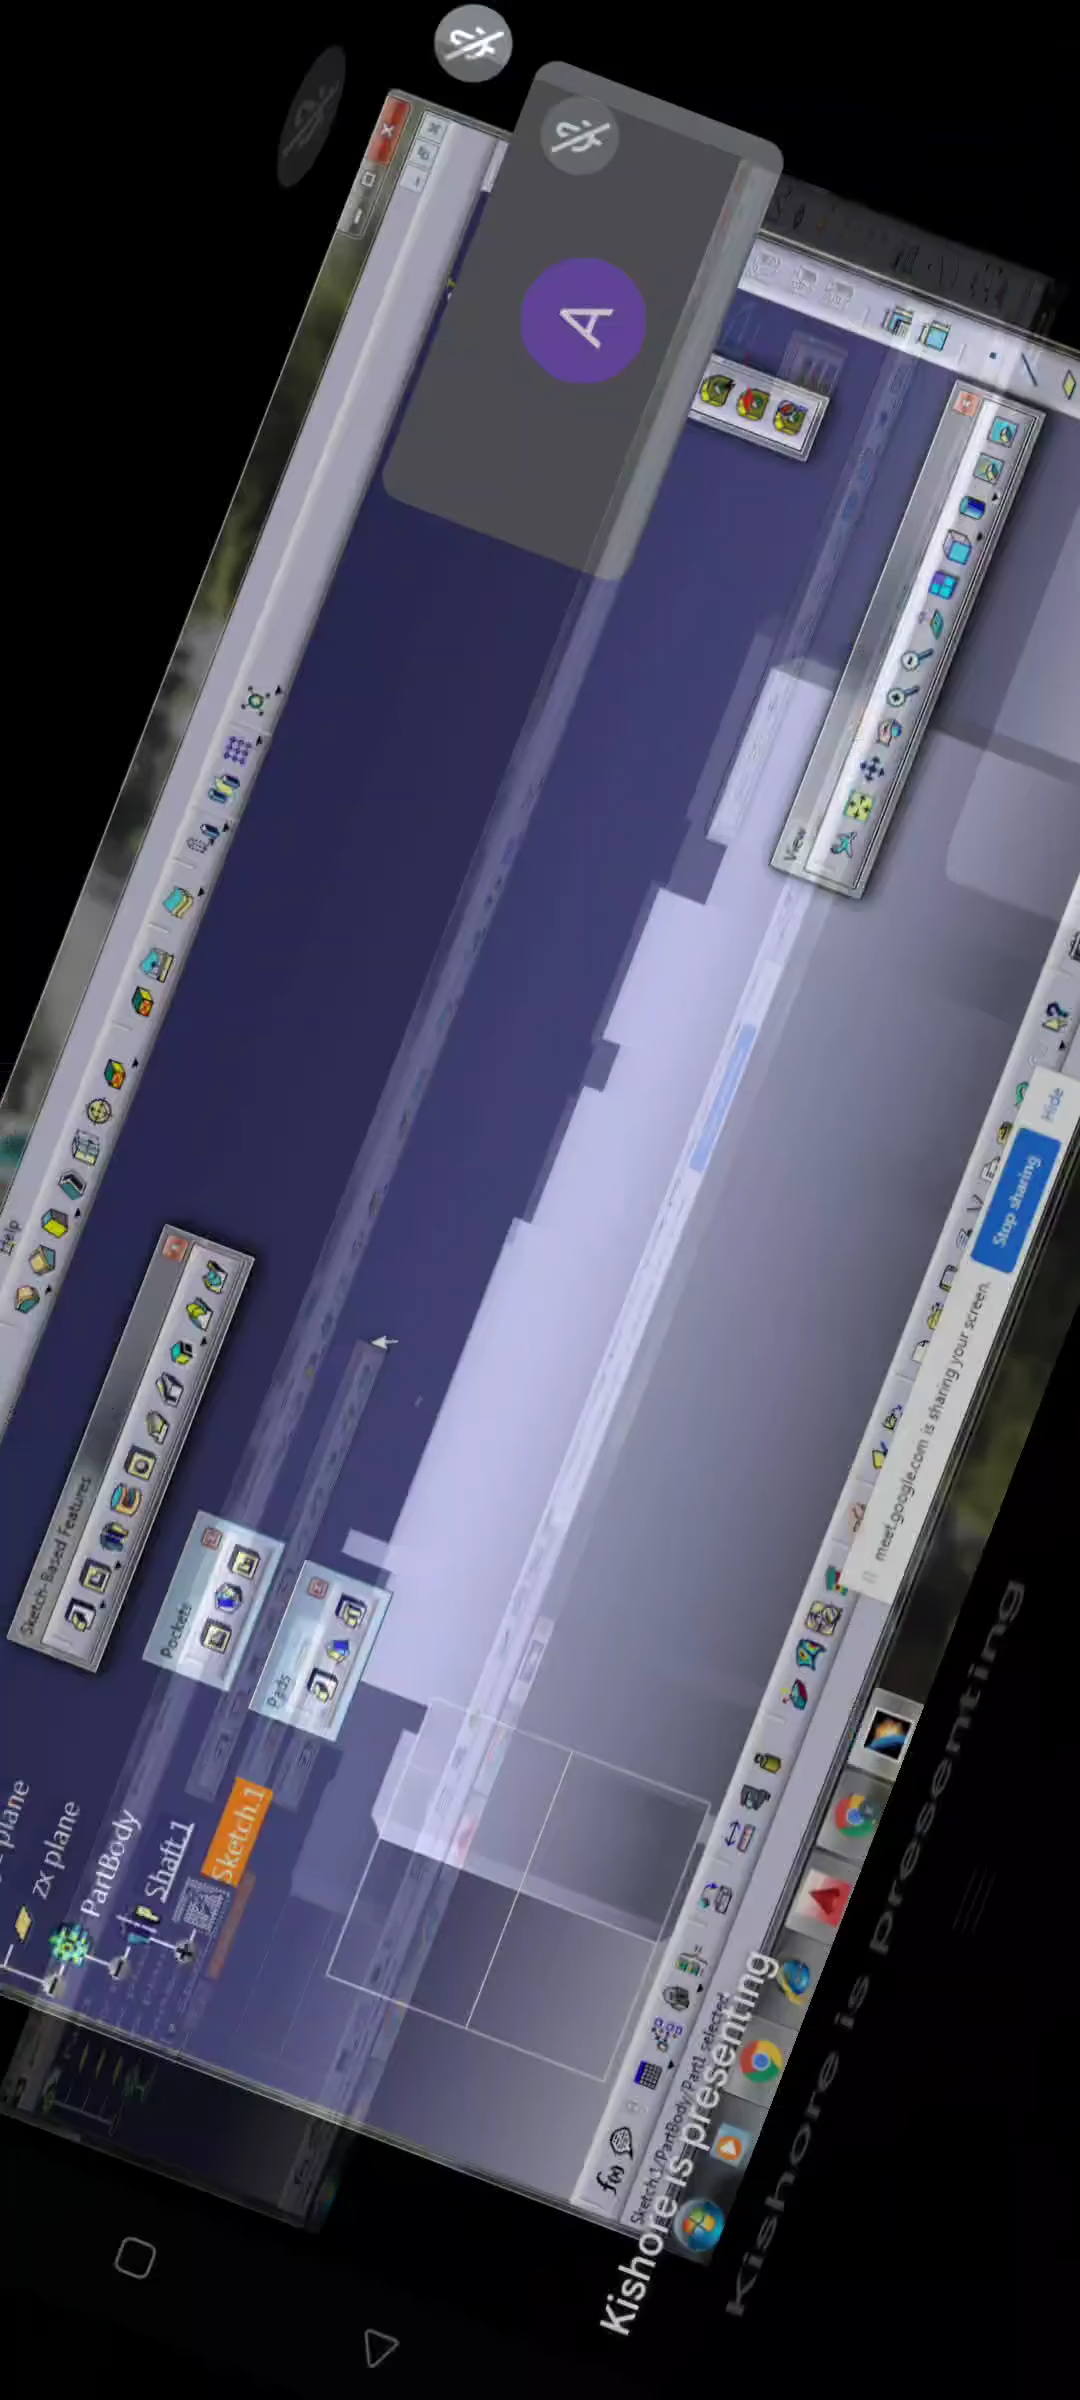 Help
Sketch-Based Features
Pockets
Pads
View
plane
zx plane
PartBody
Shaft.1
Sketch.1
A
meet.google.com is sharing your screen.
Stop sharing
Hide
f(x)
Sketch.1/PartBody/Part1 selected
Kishore is presenting
Kishore is presenting